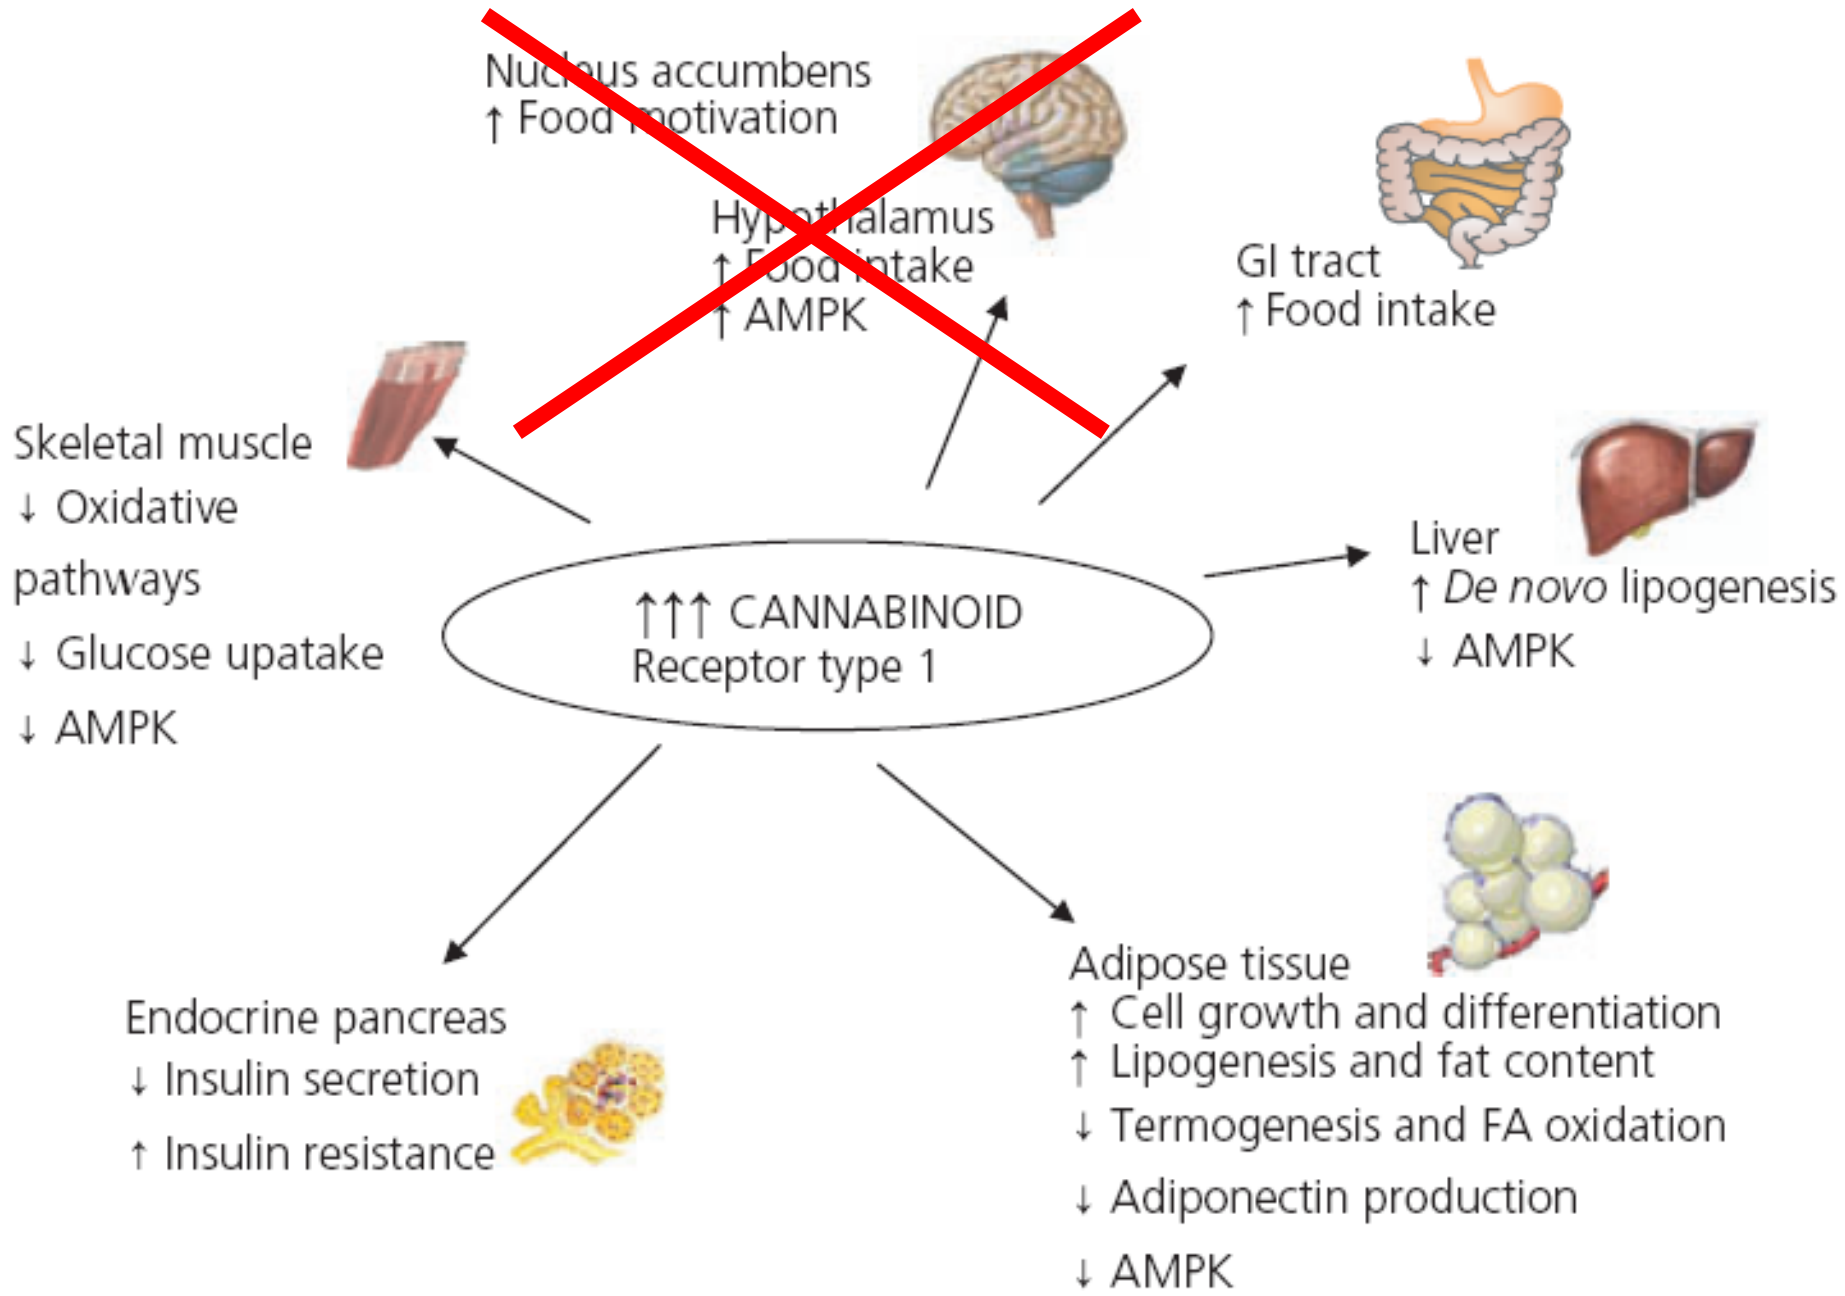 Nucleus accumbens
↑ Food motivation
Hypothalamus
↑ Food intake
↑ AMPK
GI tract
↑ Food intake
Skeletal muscle
↓ Oxidative
pathways
↓ Glucose upatake
↓ AMPK
Liver
↑ De novo lipogenesis
↓ AMPK
↑↑↑ CANNABINOID
Receptor type 1
Endocrine pancreas
↓ Insulin secretion
↑ Insulin resistance
Adipose tissue
↑ Cell growth and differentiation
↑ Lipogenesis and fat content
↓ Termogenesis and FA oxidation
↓ Adiponectin production
↓ AMPK